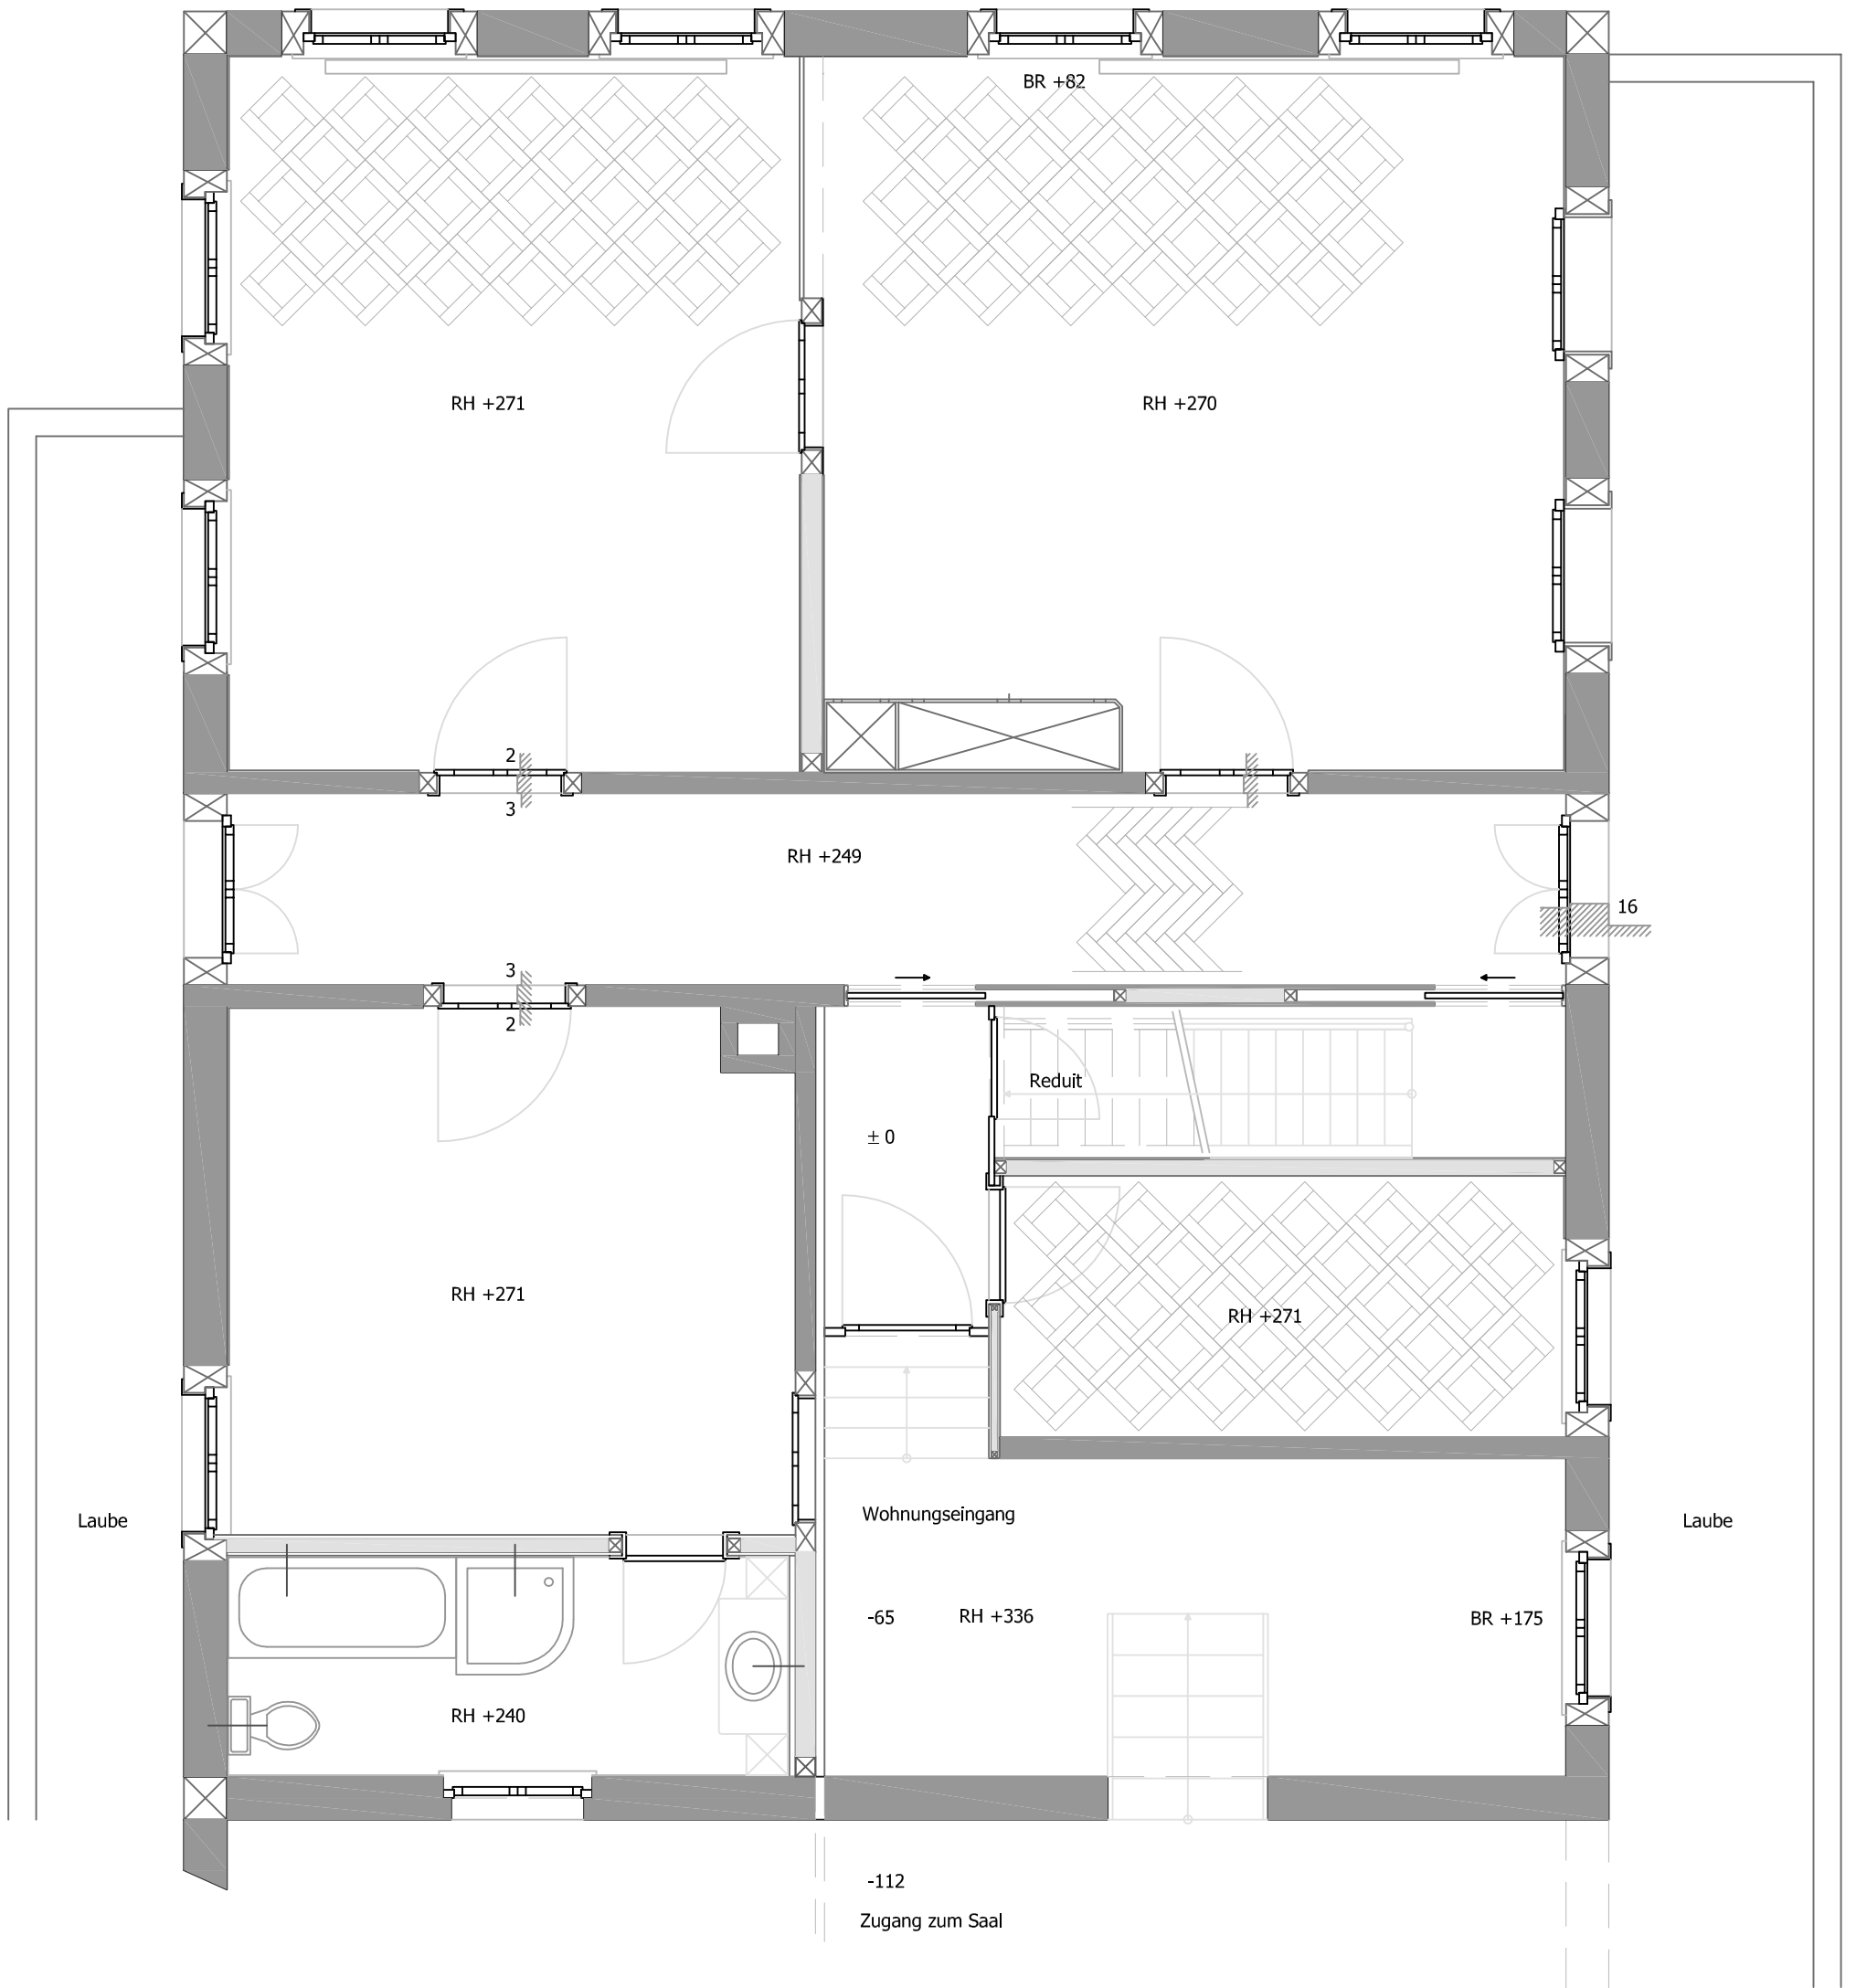 BR +82
RH +271
RH +270
2
3
RH +249
16
3
2
Reduit
± 0
RH +271
RH +271
Laube
Wohnungseingang
Laube
-65
RH +336
BR +175
RH +240
-112
Zugang zum Saal